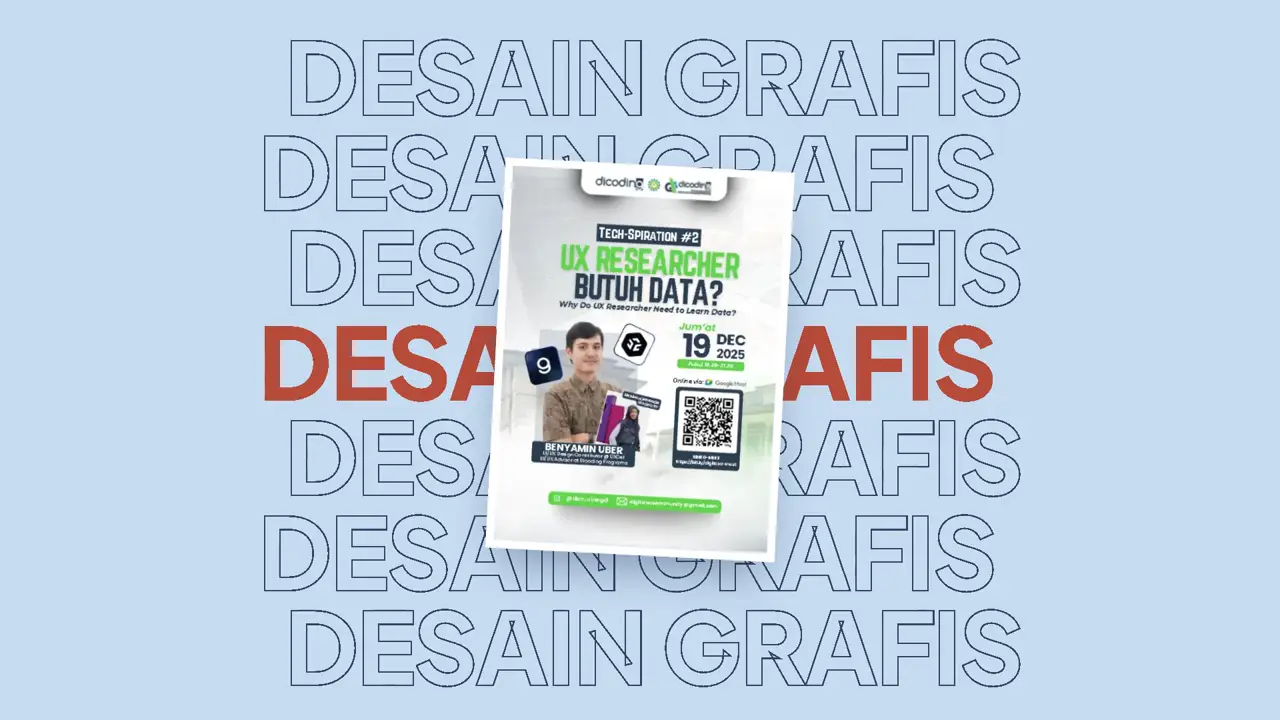 DESAIN GRAFIS
DESAIN GRAFIS
DESAIN GRAFIS
DESAIN GRAFIS
DESAIN GRAFIS
DESAIN GRAFIS
DESAIN GRAFIS
dicoding
dicoding
TECH-SPIRATION #2
UX RESEARCHER
BUTUH DATA?
Why Do UX Researcher Need to Learn Data?
Jum'at
19 DEC
2025
Online via: Google Meet
BENYAMIN UBER